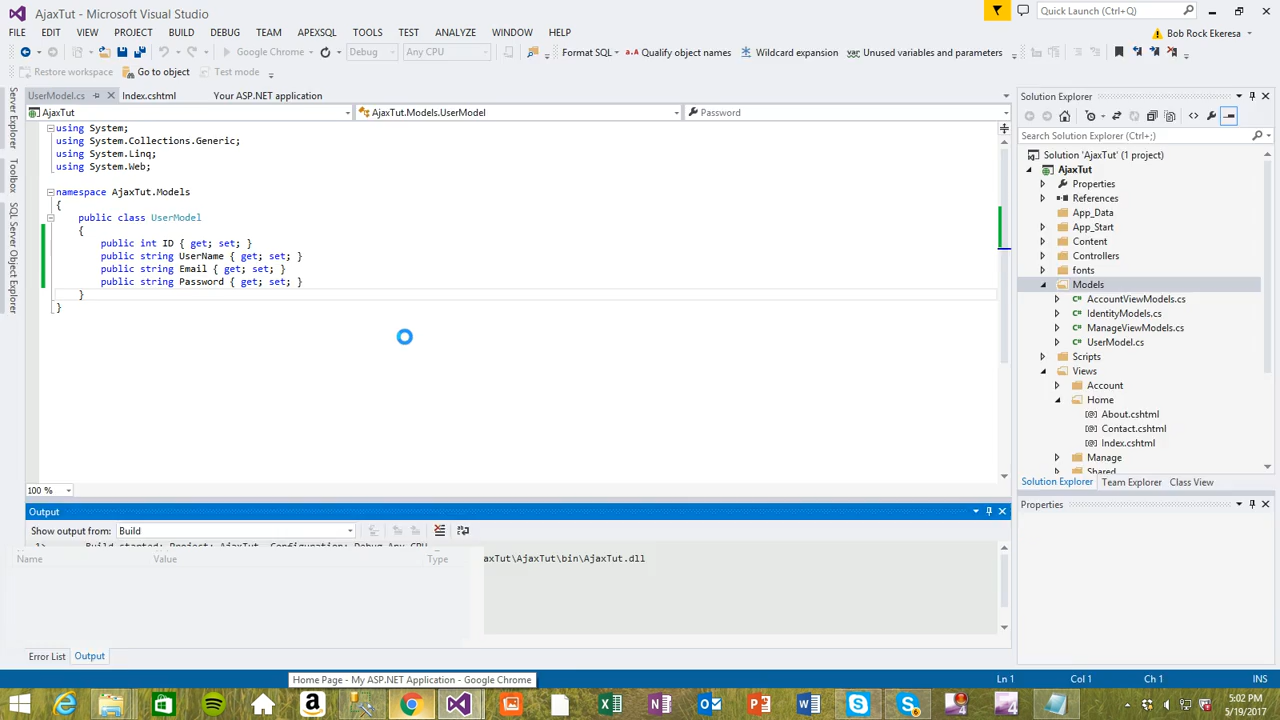 AjaxTut - Microsoft Visual Studio
Quick Launch (Ctrl+Q)
FILE EDIT VIEW PROJECT BUILD DEBUG TEAM APEXSQL TOOLS TEST ANALYZE WINDOW HELP
Bob Rock Ekeresa
Google Chrome Debug Any CPU Format SQL Qualify object names Wildcard expansion Unused variables and parameters
Restore workspace Go to object Test mode
UserModel.cs Index.cshtml Your ASP.NET application
AjaxTut AjaxTut.Models.UserModel Password
Server Explorer
Toolbox
SQL Server Object Explorer
using System;
using System.Collections.Generic;
using System.Linq;
using System.Web;
namespace AjaxTut.Models
{
public class UserModel
{
public int ID { get; set; }
public string UserName { get; set; }
public string Email { get; set; }
public string Password { get; set; }
}
}
100 %
Solution Explorer
Search Solution Explorer (Ctrl+;)
Solution 'AjaxTut' (1 project)
AjaxTut
Properties
References
App_Data
App_Start
Content
Controllers
fonts
Models
AccountViewModels.cs
IdentityModels.cs
ManageViewModels.cs
UserModel.cs
Scripts
Views
Account
Home
About.cshtml
Contact.cshtml
Index.cshtml
Manage
Shared
Solution Explorer Team Explorer Class View
Properties
Output
Show output from: Build
Build started: Project: AjaxTut, Configuration: Debug Any CPU
Name Value Type
axTut\AjaxTut\bin\AjaxTut.dll
Error List Output
Home Page - My ASP.NET Application - Google Chrome
Ln 1 Col 1 Ch 1 INS
5:02 PM
5/19/2017